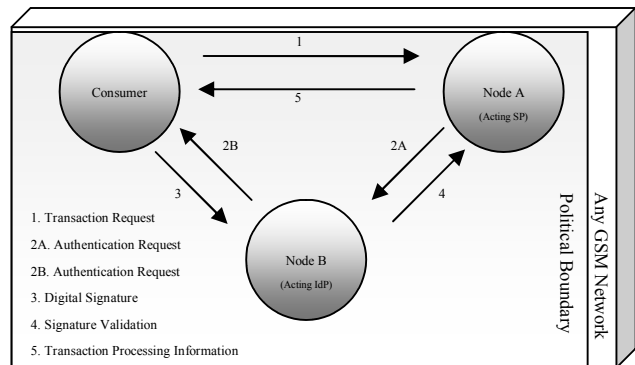 1
Consumer
Node A
(Acting SP)
5
2B
2A
3
4
Node B
(Acting IdP)
1. Transaction Request
2A. Authentication Request
2B. Authentication Request
3. Digital Signature
4. Signature Validation
5. Transaction Processing Information
Political Boundary
Any GSM Network